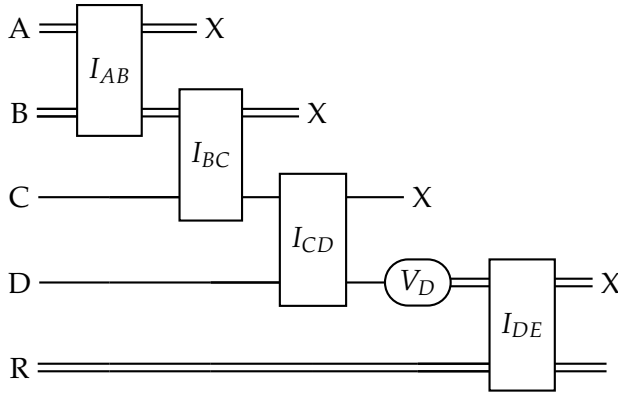 A X
I_AB
B X
I_BC
C X
I_CD
D V_D X
I_DE
R